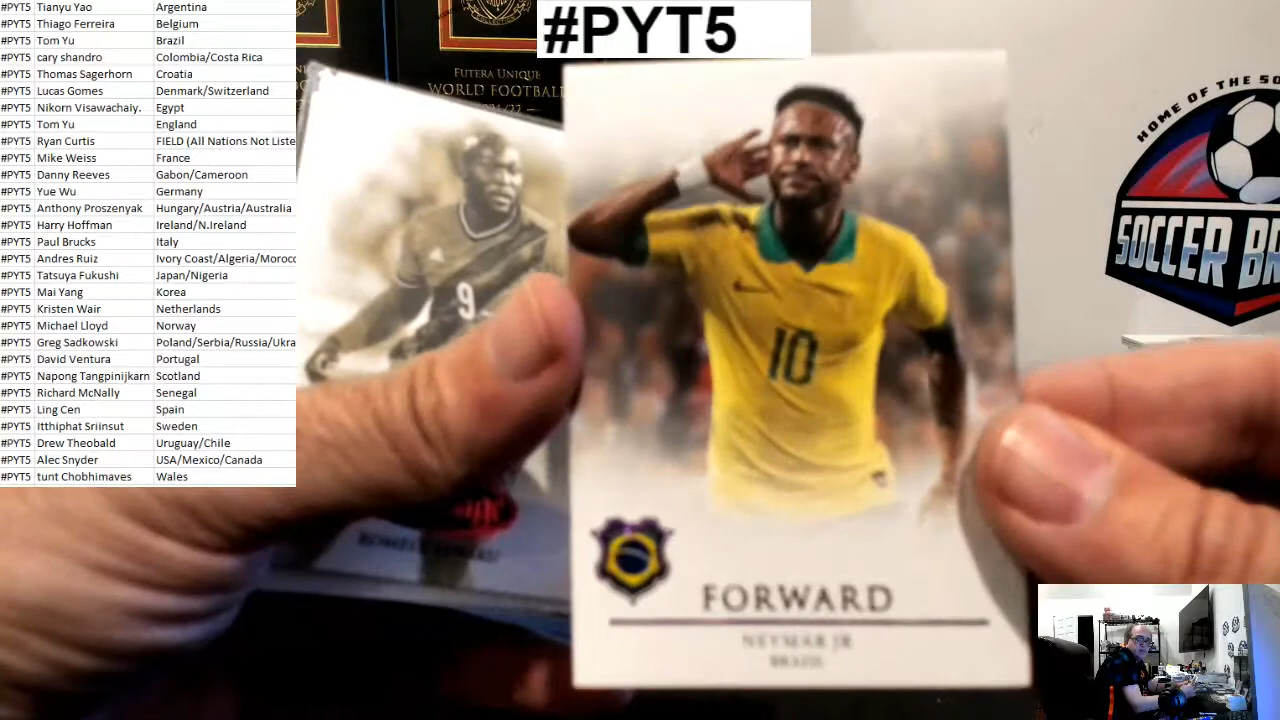 #PYT5 Tianyu Yao Argentina
#PYT5 Thiago Ferreira Belgium
#PYT5 Tom Yu Brazil
#PYT5 cary shandro Colombia/Costa Rica
#PYT5 Thomas Sagerhorn Croatia
#PYT5 Lucas Gomes Denmark/Switzerland
#PYT5 Nikorn Visawachaiy. Egypt
#PYT5 Tom Yu England
#PYT5 Ryan Curtis FIELD (All Nations Not Liste
#PYT5 Mike Weiss France
#PYT5 Danny Reeves Gabon/Cameroon
#PYT5 Yue Wu Germany
#PYT5 Anthony Proszenyak Hungary/Austria/Australia
#PYT5 Harry Hoffman Ireland/N.Ireland
#PYT5 Paul Brucks Italy
#PYT5 Andres Ruiz Ivory Coast/Algeria/Moroco
#PYT5 Tatsuya Fukushi Japan/Nigeria
#PYT5 Mai Yang Korea
#PYT5 Kristen Wair Netherlands
#PYT5 Michael Lloyd Norway
#PYT5 Greg Sadkowski Poland/Serbia/Russia/Ukra
#PYT5 David Ventura Portugal
#PYT5 Napong Tangpinijkarn Scotland
#PYT5 Richard McNally Senegal
#PYT5 Ling Cen Spain
#PYT5 Itthiphat Sriinsut Sweden
#PYT5 Drew Theobald Uruguay/Chile
#PYT5 Alec Snyder USA/Mexico/Canada
#PYT5 tunt Chobhimaves Wales
#PYT5
COLLECTION
FUTERA UNIQUE
WORLD FOOTBALL
9
10
FORWARD
NEYMAR JR
BRAZIL
HOME OF THE SO
SOCCER BR